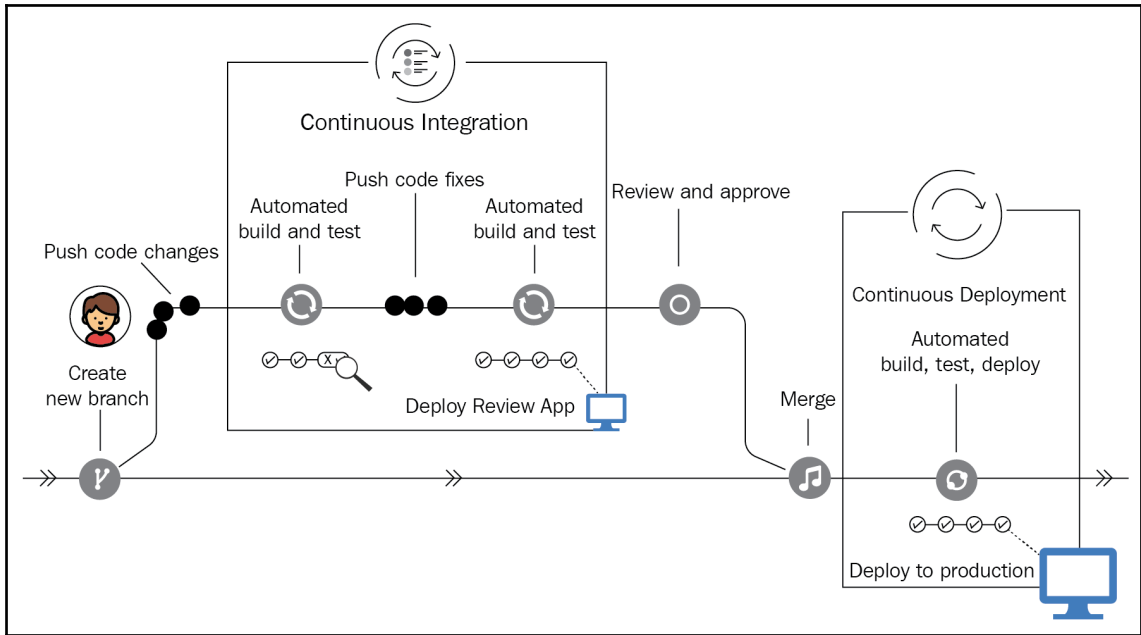 Continuous Integration
Push code fixes
Automated
build and test
Automated
build and test
Review and approve
Push code changes
Create
new branch
X
Deploy Review App
Merge
Continuous Deployment
Automated
build, test, deploy
Deploy to production